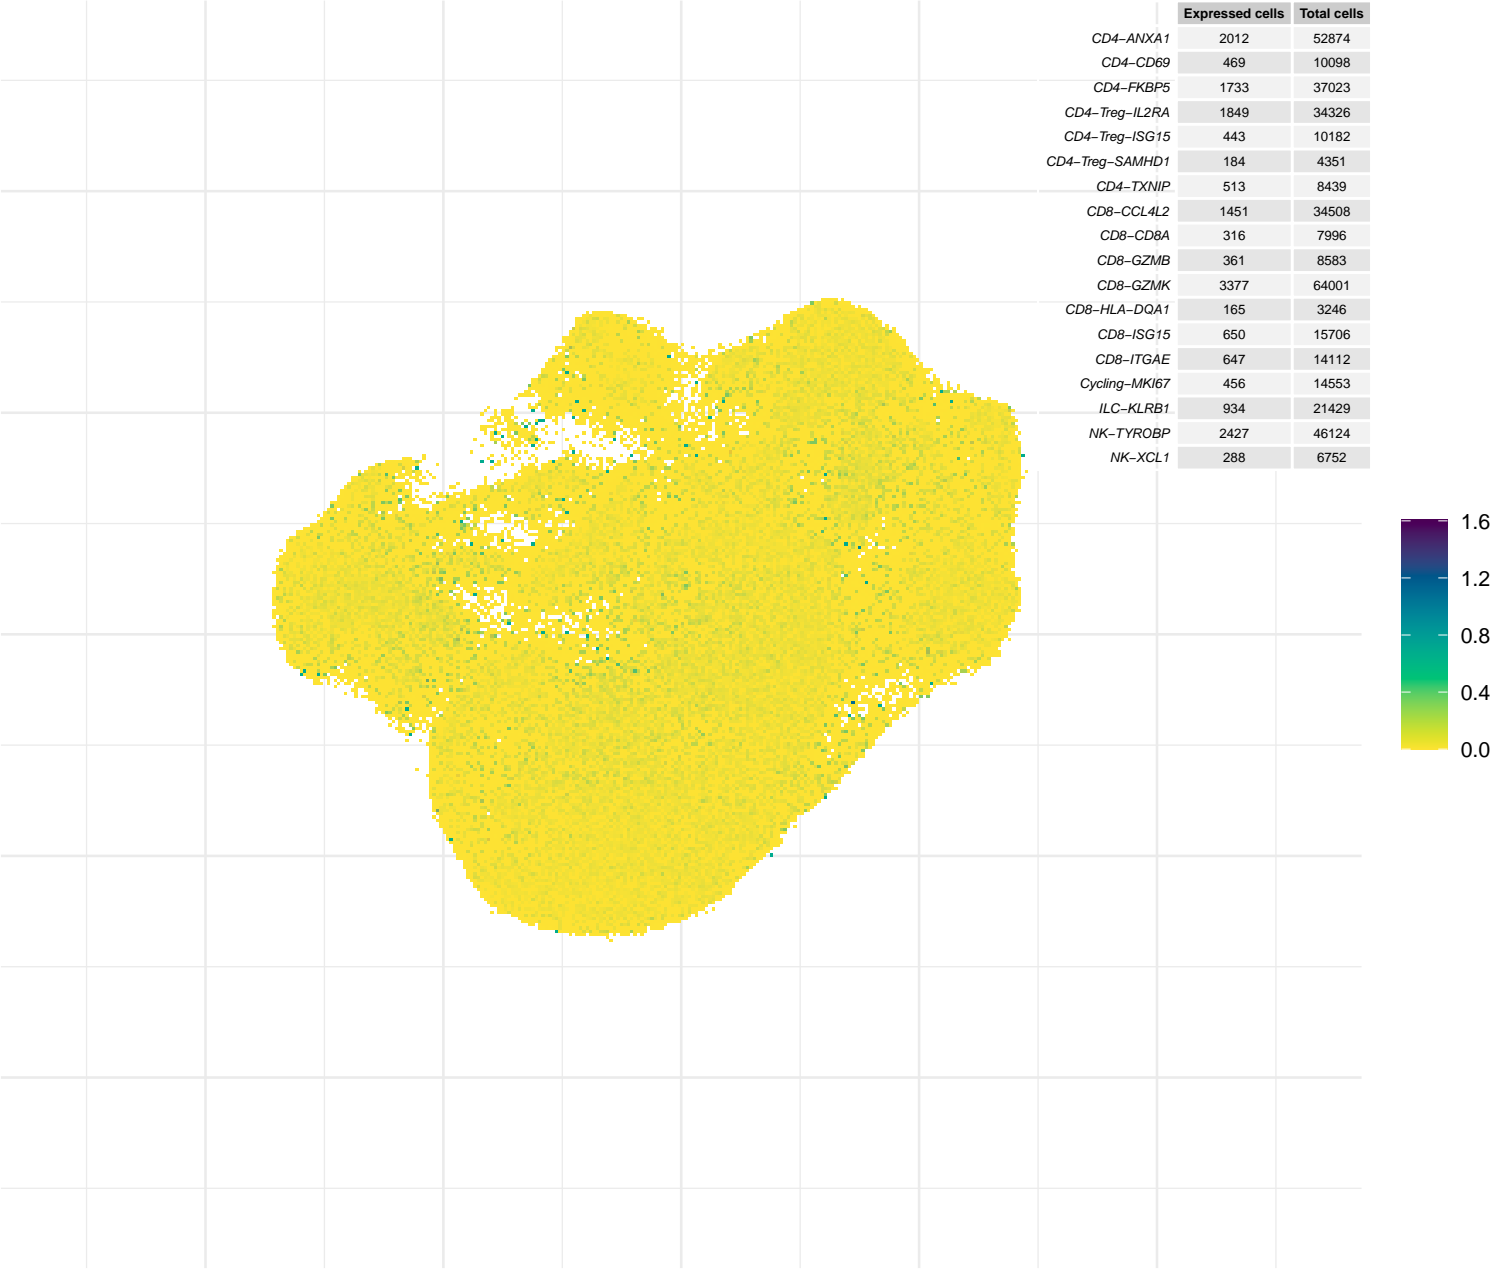 Expressed cells Total cells
CD4−ANXA1 2012 52874
CD4−CD69 469 10098
CD4−FKBP5 1733 37023
CD4−Treg−IL2RA 1849 34326
CD4−Treg−ISG15 443 10182
CD4−Treg−SAMHD1 184 4351
CD4−TXNIP 513 8439
CD8−CCL4L2 1451 34508
CD8−CD8A 316 7996
CD8−GZMB 361 8583
CD8−GZMK 3377 64001
CD8−HLA−DQA1 165 3246
CD8−ISG15 650 15706
CD8−ITGAE 647 14112
Cycling−MKI67 456 14553
ILC−KLRB1 934 21429
NK−TYROBP 2427 46124
NK−XCL1 288 6752
1.6
1.2
0.8
0.4
0.0